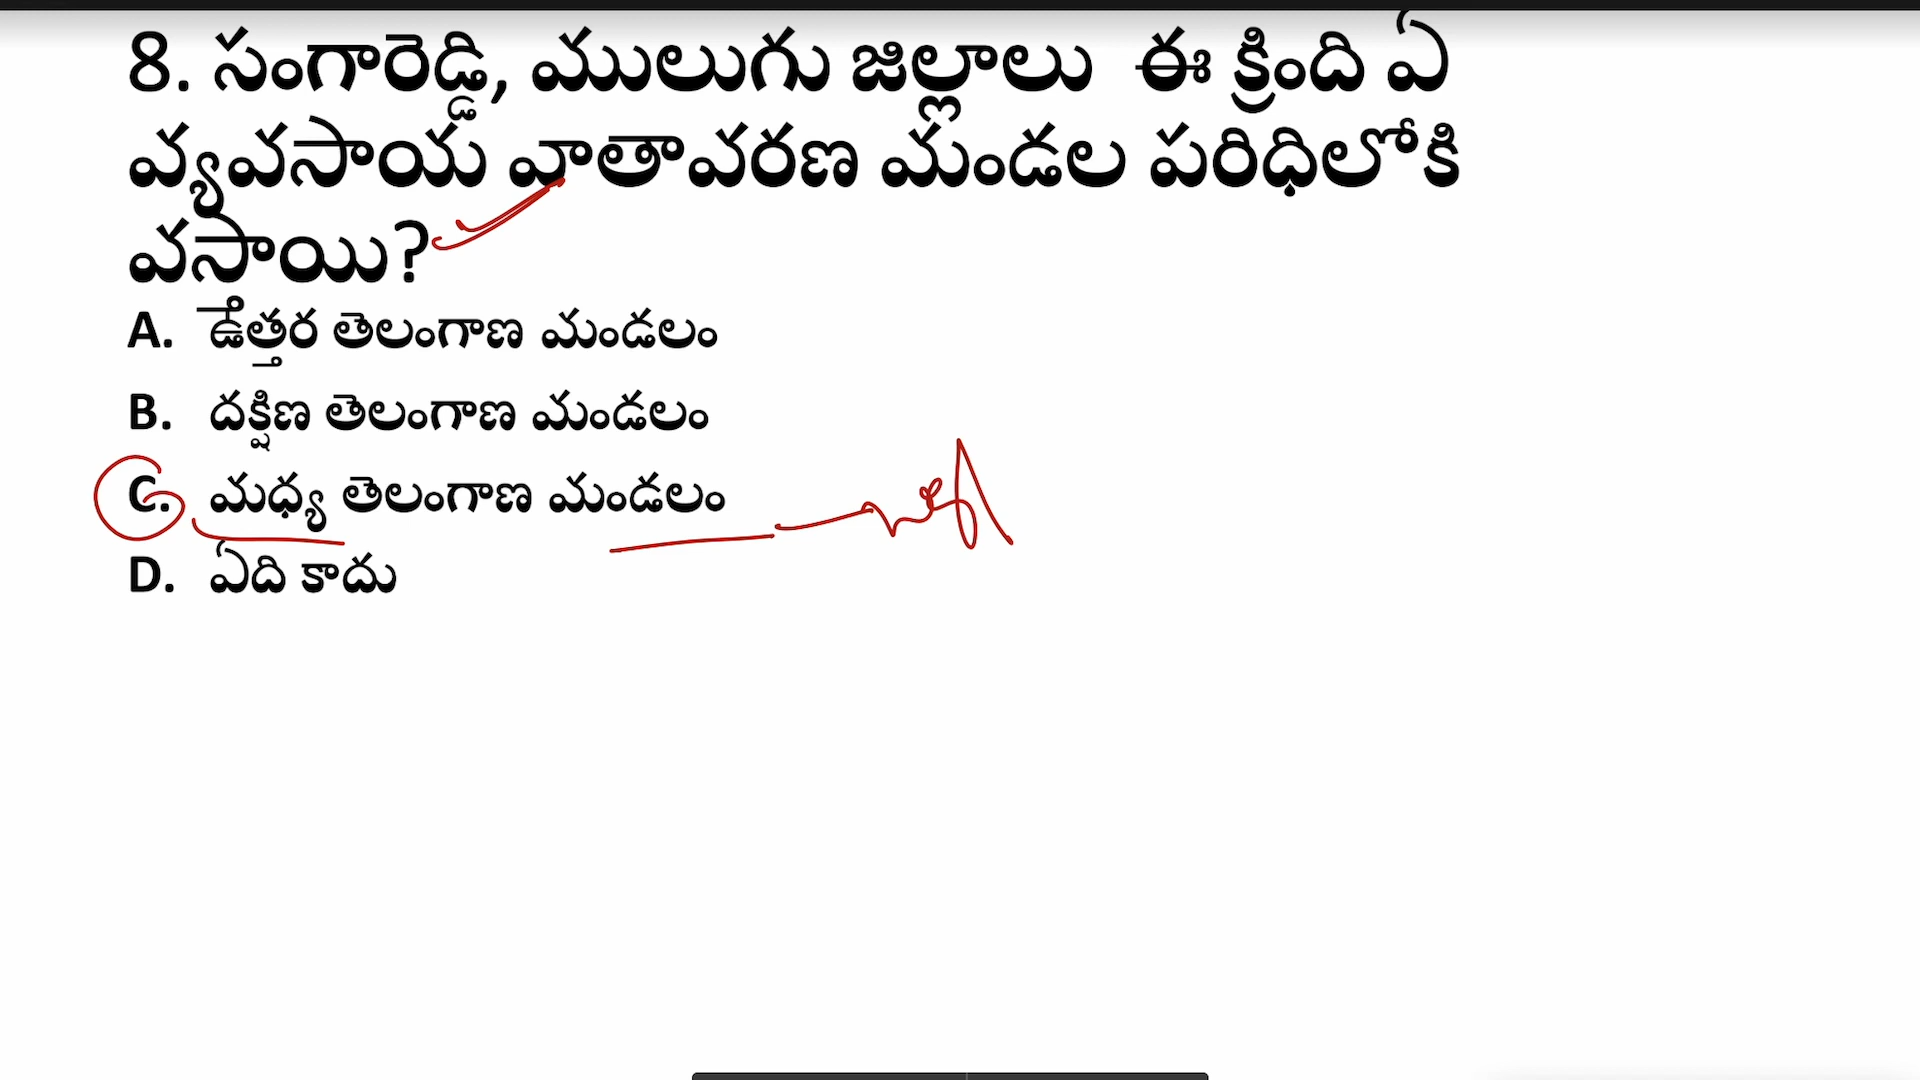 8. సంగారెడ్డి, ములుగు జిల్లాలు ఈ క్రింది ఏ
వ్యవసాయ వాతావరణ మండల పరిధిలోకి
వసాయి?
A. ఉత్తర తెలంగాణ మండలం
B. దక్షిణ తెలంగాణ మండలం
C. మధ్య తెలంగాణ మండలం
D. ఏది కాదు